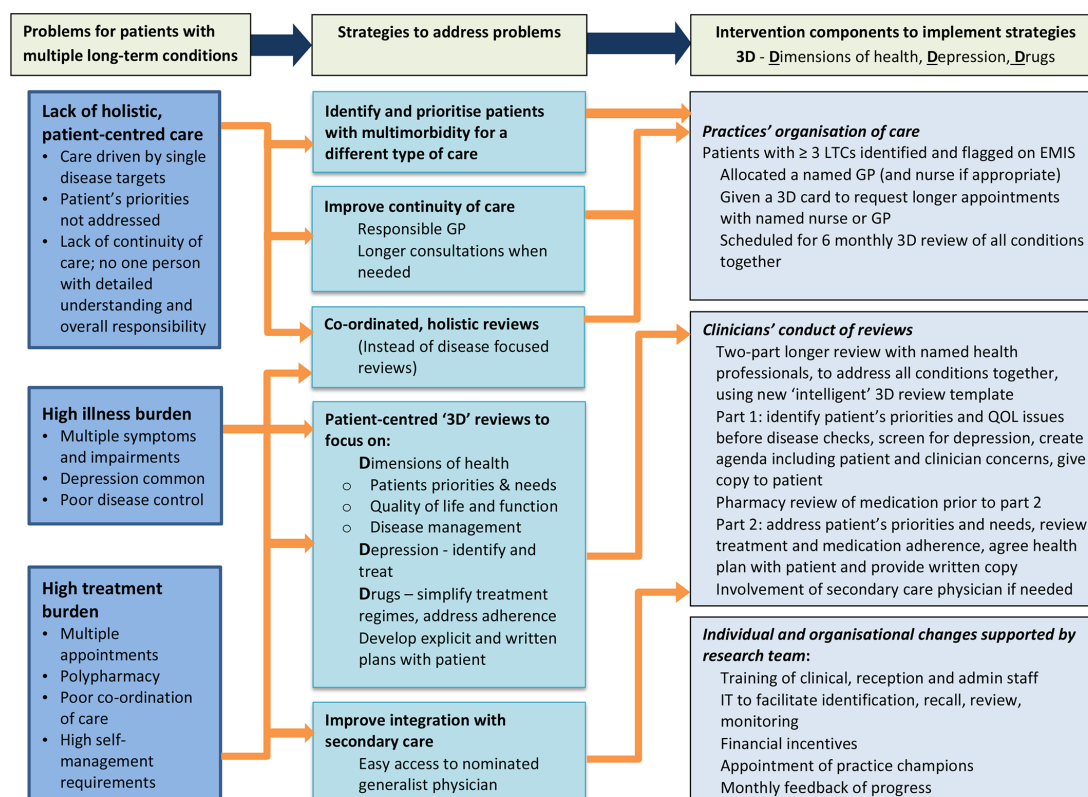 Problems for patients with
multiple long-term conditions
Strategies to address problems
Intervention components to implement strategies
3D - Dimensions of health, Depression, Drugs
Lack of holistic,
patient-centred care
• Care driven by single
disease targets
• Patient's priorities
not addressed
• Lack of continuity of
care; no one person
with detailed
understanding and
overall responsibility
High illness burden
• Multiple symptoms
and impairments
• Depression common
• Poor disease control
High treatment
burden
• Multiple
appointments
• Polypharmacy
• Poor co-ordination
of care
• High self-
management
requirements
Identify and prioritise patients
with multimorbidity for a
different type of care
Improve continuity of care
Responsible GP
Longer consultations when
needed
Co-ordinated, holistic reviews
(Instead of disease focused
reviews)
Patient-centred '3D' reviews to
focus on:
Dimensions of health
o Patients priorities & needs
o Quality of life and function
o Disease management
Depression - identify and
treat
Drugs – simplify treatment
regimes, address adherence
Develop explicit and written
plans with patient
Improve integration with
secondary care
Easy access to nominated
generalist physician
Practices' organisation of care
Patients with ≥ 3 LTCs identified and flagged on EMIS
Allocated a named GP (and nurse if appropriate)
Given a 3D card to request longer appointments
with named nurse or GP
Scheduled for 6 monthly 3D review of all conditions
together
Clinicians' conduct of reviews
Two-part longer review with named health
professionals, to address all conditions together,
using new 'intelligent' 3D review template
Part 1: identify patient's priorities and QOL issues
before disease checks, screen for depression, create
agenda including patient and clinician concerns, give
copy to patient
Pharmacy review of medication prior to part 2
Part 2: address patient's priorities and needs, review
treatment and medication adherence, agree health
plan with patient and provide written copy
Involvement of secondary care physician if needed
Individual and organisational changes supported by
research team:
Training of clinical, reception and admin staff
IT to facilitate identification, recall, review,
monitoring
Financial incentives
Appointment of practice champions
Monthly feedback of progress